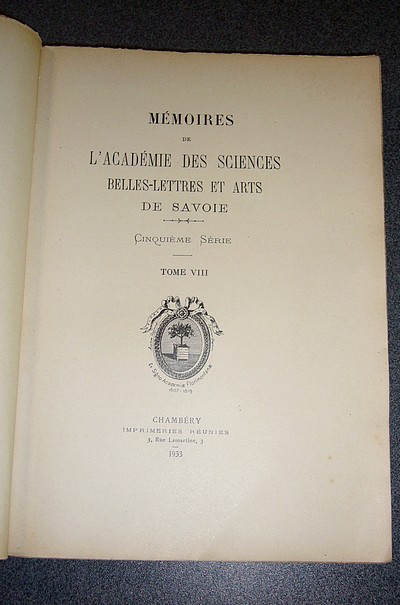 MÉMOIRES
DE
L'ACADÉMIE DES SCIENCES
BELLES-LETTRES ET ARTS
DE SAVOIE
CINQUIÈME SÉRIE
TOME VIII
CHAMBÉRY
IMPRIMERIES RÉUNIES
3, Rue Lamartine, 3
1933